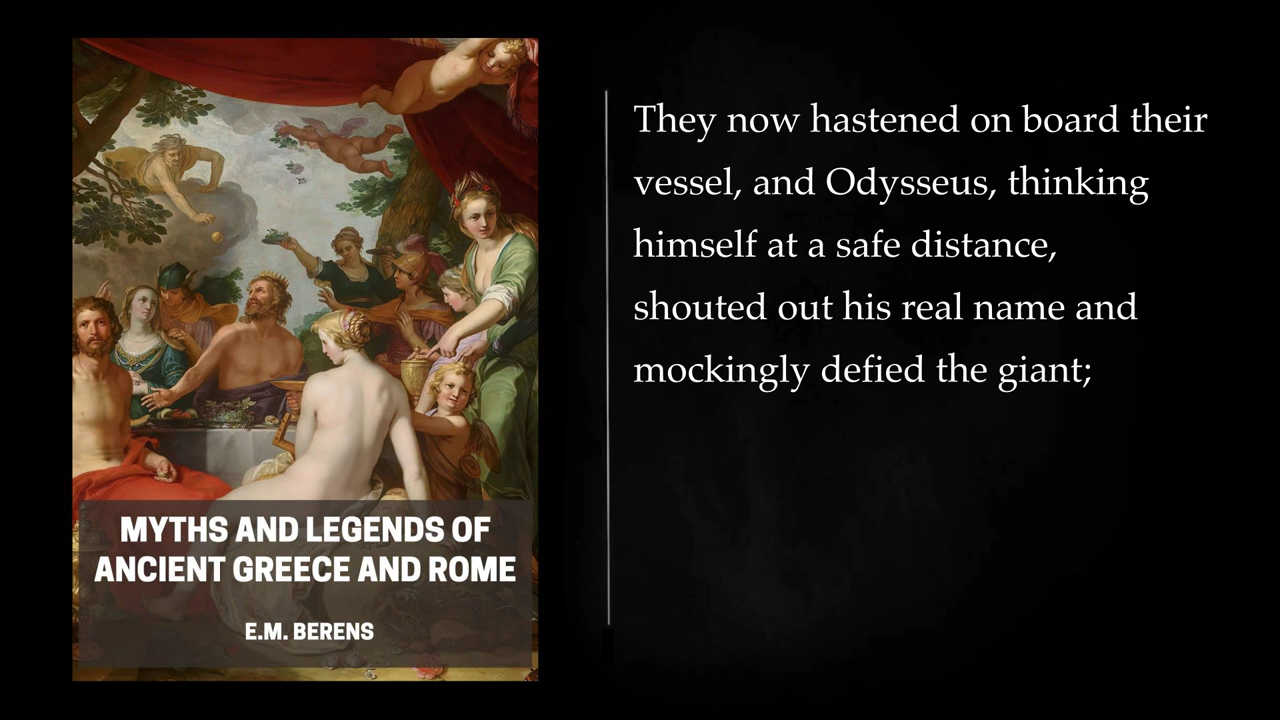 MYTHS AND LEGENDS OF
ANCIENT GREECE AND ROME
E.M. BERENS
They now hastened on board their
vessel, and Odysseus, thinking
himself at a safe distance,
shouted out his real name and
mockingly defied the giant;